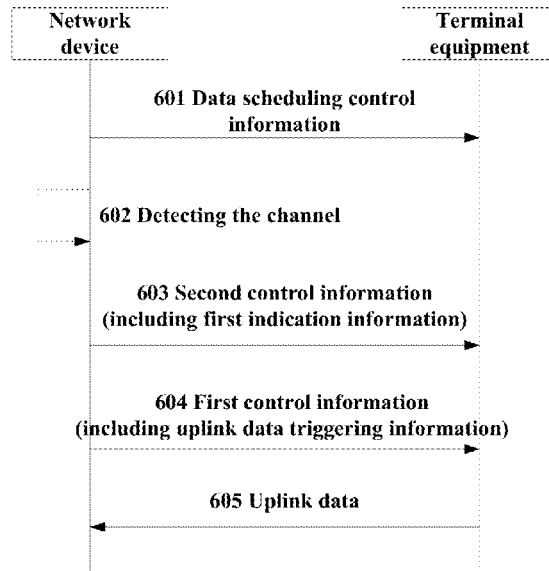 Network
device
Terminal
equipment
601 Data scheduling control
information
602 Detecting the channel
603 Second control information
(including first indication information)
604 First control information
(including uplink data triggering information)
605 Uplink data